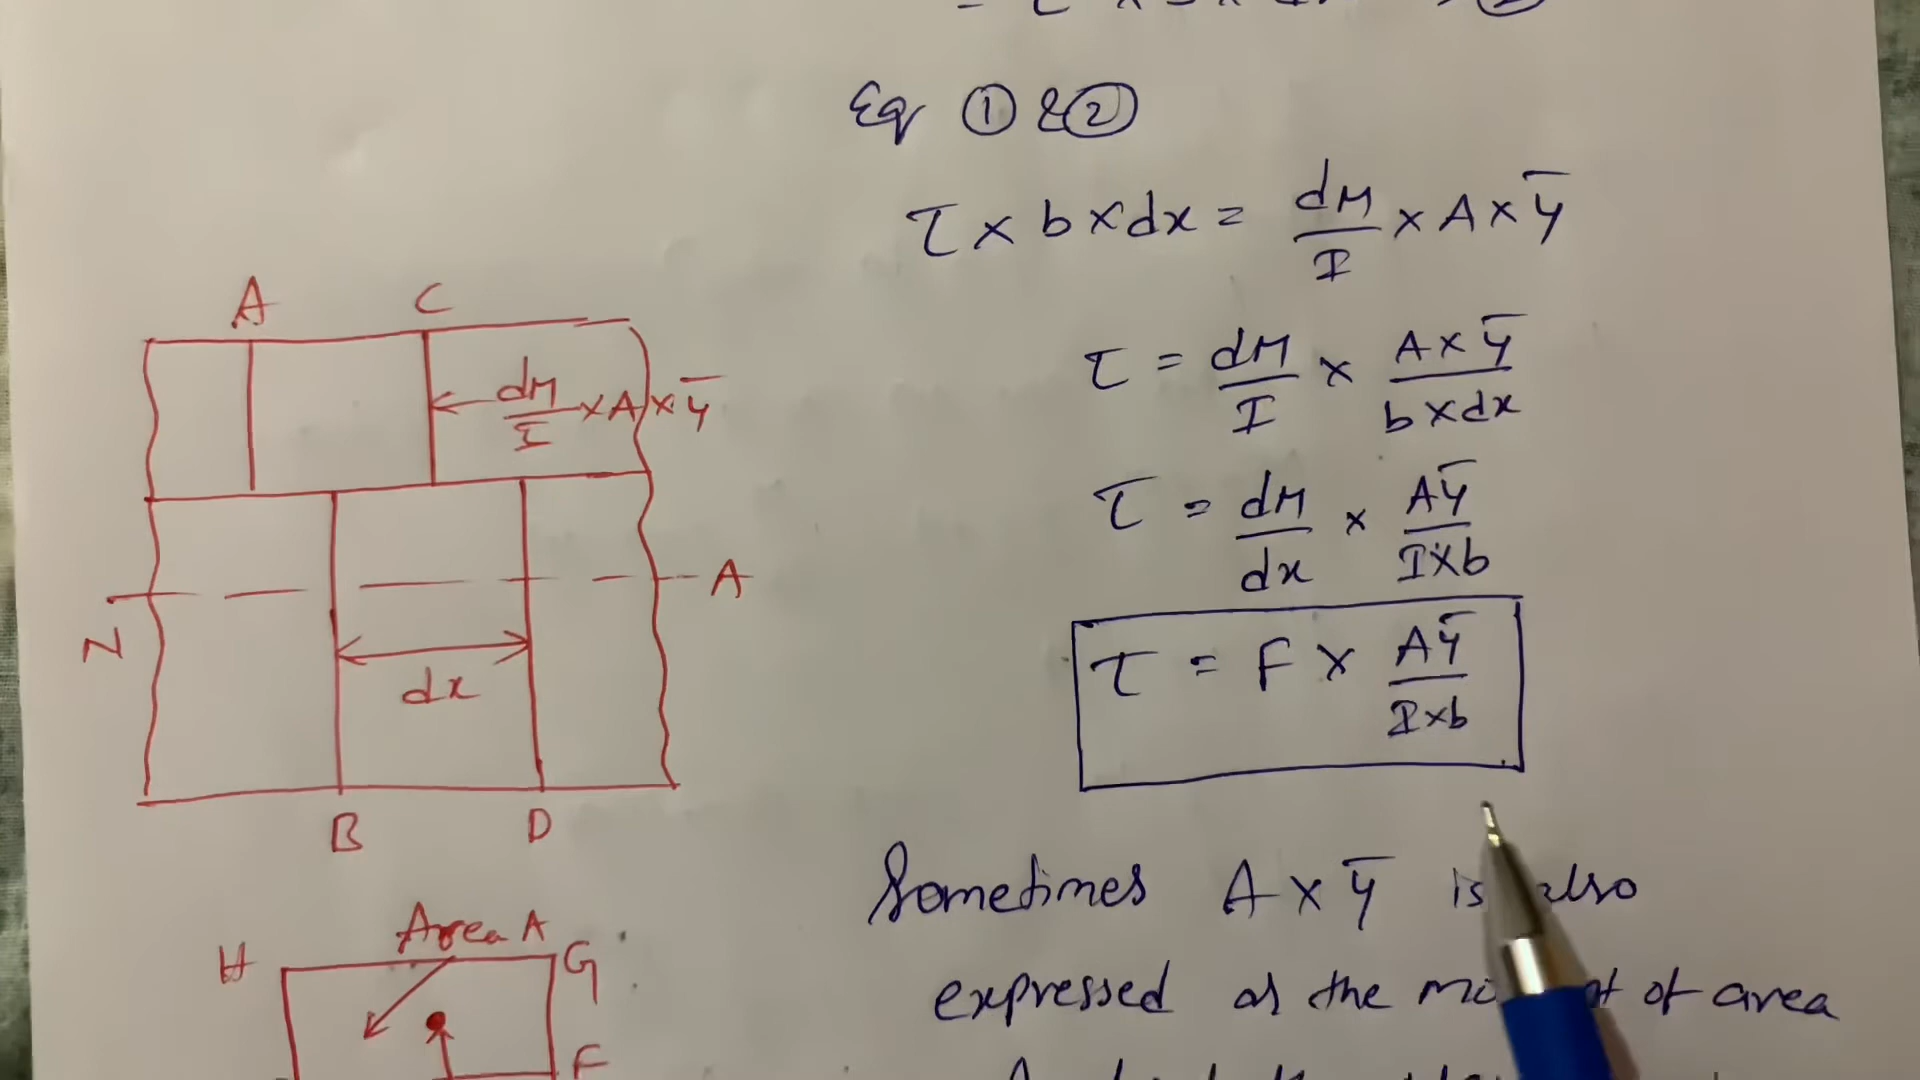 Eq ① & ②
τ × b × dx = dM/I × A × ȳ
τ = dM/I × A × ȳ / b × dx
τ = dM/dx × Aȳ / I × b
τ = F × Aȳ / I × b
Sometimes A × ȳ is also
expressed as the of area
A C
dM/I × A × ȳ
A
N
dx
B D
Area A
H G
F